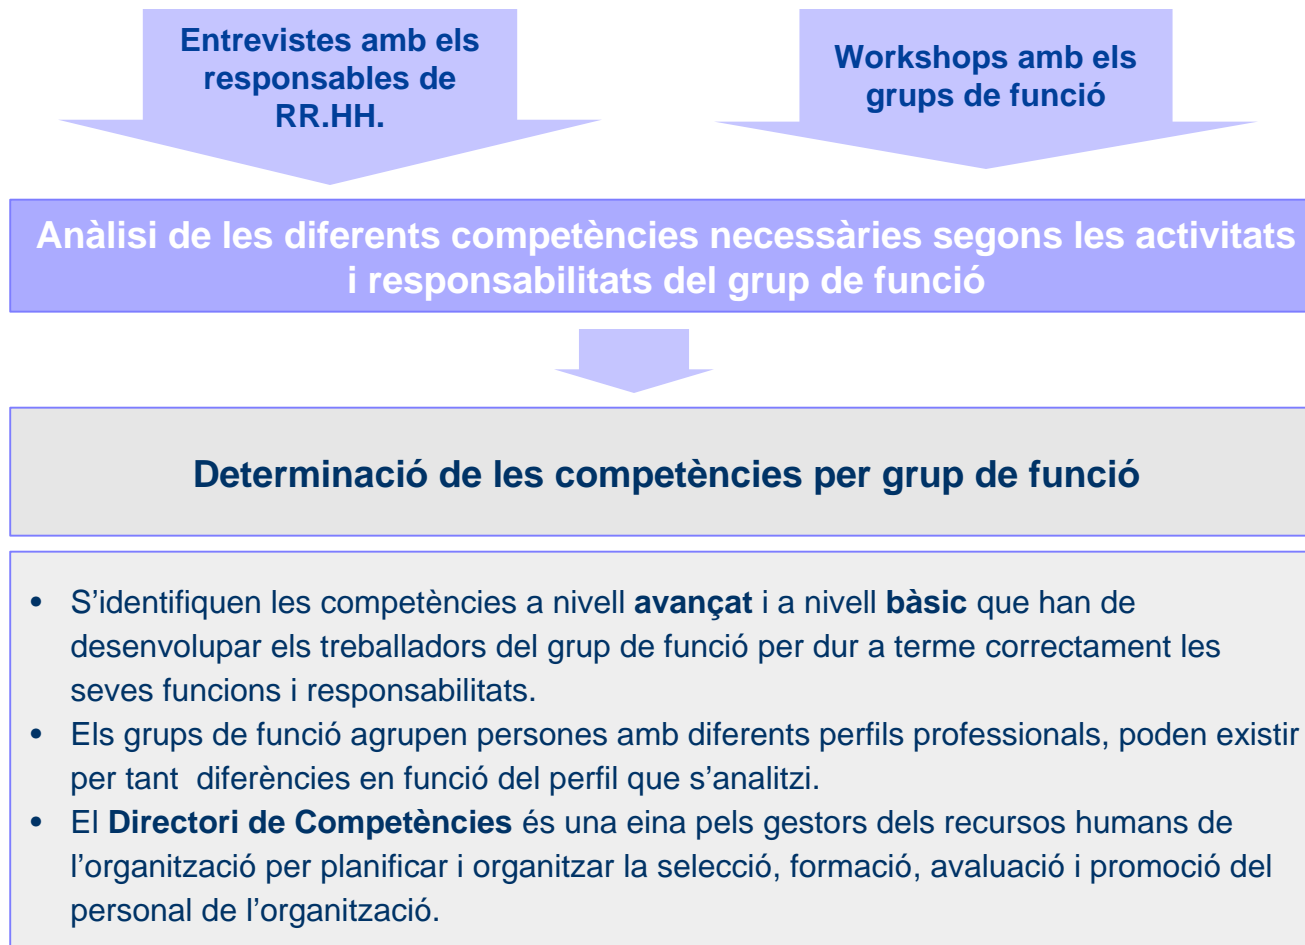 Entrevistes amb els
responsables de
RR.HH.
Workshops amb els
grups de funció
Anàlisi de les diferents competències necessàries segons les activitats
i responsabilitats del grup de funció
Determinació de les competències per grup de funció
• S’identifiquen les competències a nivell avançat i a nivell bàsic que han de
desenvolupar els treballadors del grup de funció per dur a terme correctament les
seves funcions i responsabilitats.
• Els grups de funció agrupen persones amb diferents perfils professionals, poden existir
per tant  diferències en funció del perfil que s’analitzi.
• El Directori de Competències és una eina pels gestors dels recursos humans de
l’organització per planificar i organitzar la selecció, formació, avaluació i promoció del
personal de l’organització.